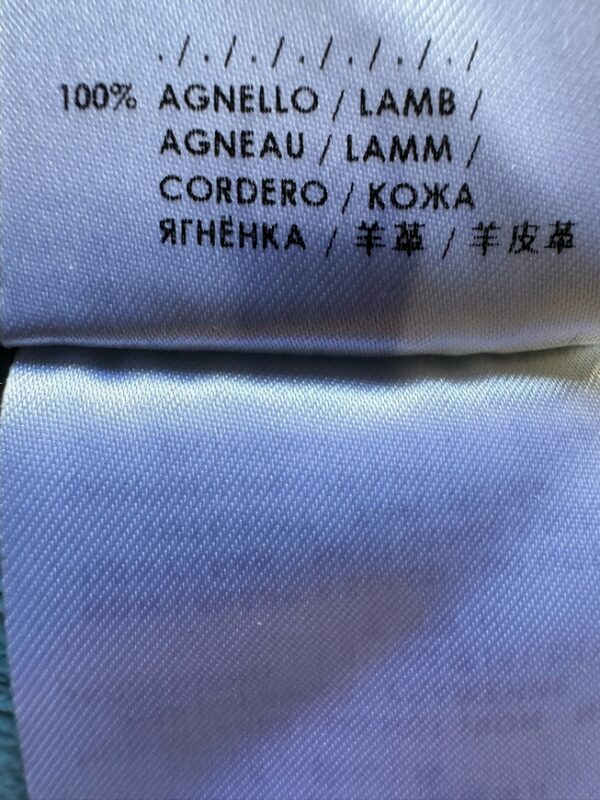 ./././././././
100% AGNELLO / LAMB /
AGNEAU / LAMM /
CORDERO / КОЖА
ЯГНЁНКА / 羊革 / 羊皮革